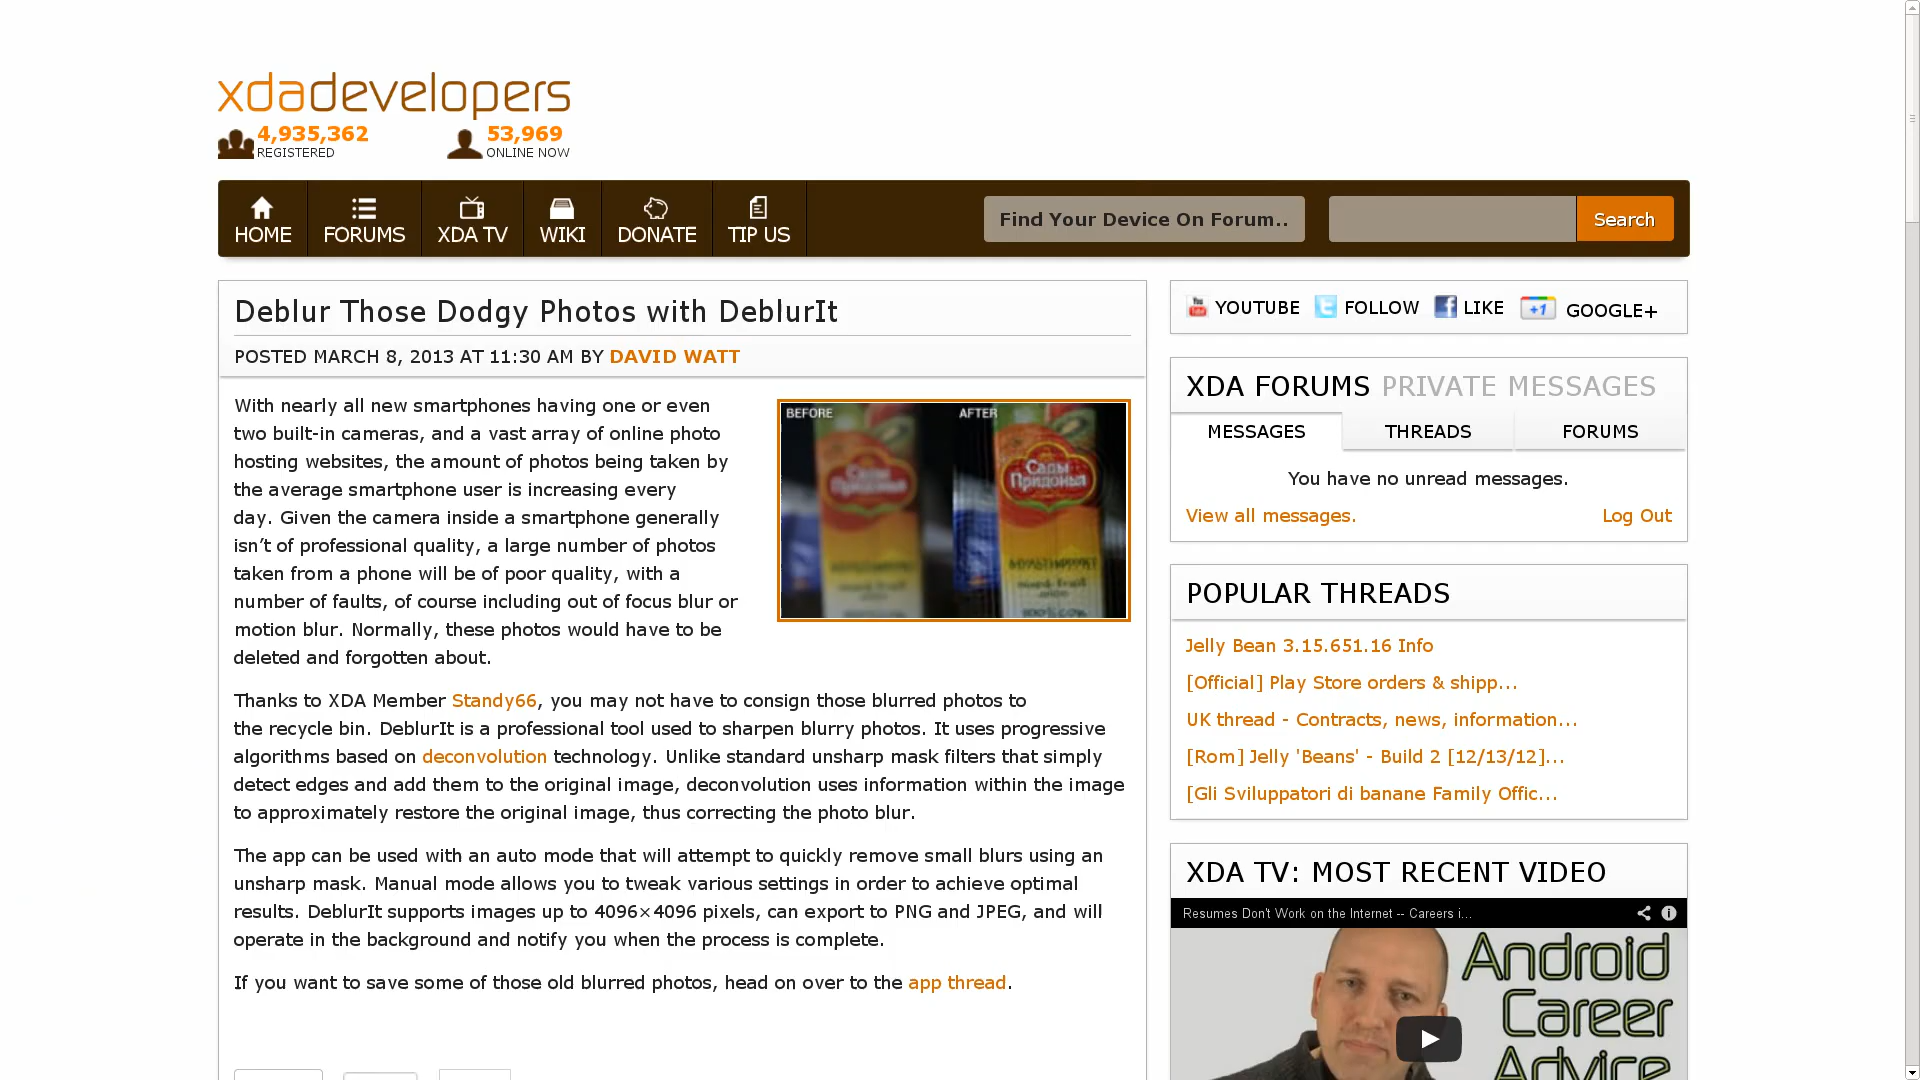 xdadevelopers
4,935,362
REGISTERED
53,969
ONLINE NOW
HOME
FORUMS
XDA TV
WIKI
DONATE
TIP US
Find Your Device On Forum..
Search
Deblur Those Dodgy Photos with DeblurIt
POSTED MARCH 8, 2013 AT 11:30 AM BY DAVID WATT
With nearly all new smartphones having one or even
two built-in cameras, and a vast array of online photo
hosting websites, the amount of photos being taken by
the average smartphone user is increasing every
day. Given the camera inside a smartphone generally
isn’t of professional quality, a large number of photos
taken from a phone will be of poor quality, with a
number of faults, of course including out of focus blur or
motion blur. Normally, these photos would have to be
deleted and forgotten about.
BEFORE
AFTER
Сады
Придонья
Сады
Придонья
Thanks to XDA Member Standy66, you may not have to consign those blurred photos to
the recycle bin. DeblurIt is a professional tool used to sharpen blurry photos. It uses progressive
algorithms based on deconvolution technology. Unlike standard unsharp mask filters that simply
detect edges and add them to the original image, deconvolution uses information within the image
to approximately restore the original image, thus correcting the photo blur.
The app can be used with an auto mode that will attempt to quickly remove small blurs using an
unsharp mask. Manual mode allows you to tweak various settings in order to achieve optimal
results. DeblurIt supports images up to 4096×4096 pixels, can export to PNG and JPEG, and will
operate in the background and notify you when the process is complete.
If you want to save some of those old blurred photos, head on over to the app thread.
YOUTUBE
FOLLOW
LIKE
+1
GOOGLE+
XDA FORUMS PRIVATE MESSAGES
MESSAGES
THREADS
FORUMS
You have no unread messages.
View all messages.
Log Out
POPULAR THREADS
Jelly Bean 3.15.651.16 Info
[Official] Play Store orders & shipp...
UK thread - Contracts, news, information...
[Rom] Jelly 'Beans' - Build 2 [12/13/12]...
[Gli Sviluppatori di banane Family Offic...
XDA TV: MOST RECENT VIDEO
Resumes Don't Work on the Internet -- Careers i...
Android
Career
Advice